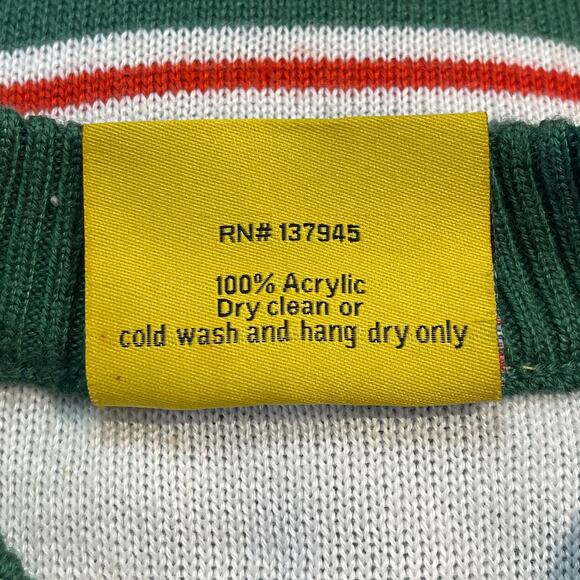 RN# 137945
100% Acrylic
Dry clean or
cold wash and hang dry only